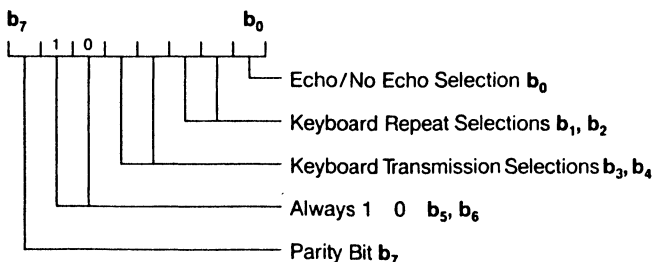 b7 b0
1 0
Echo/No Echo Selection b0
Keyboard Repeat Selections b1, b2
Keyboard Transmission Selections b3, b4
Always 1 0 b5, b6
Parity Bit b7